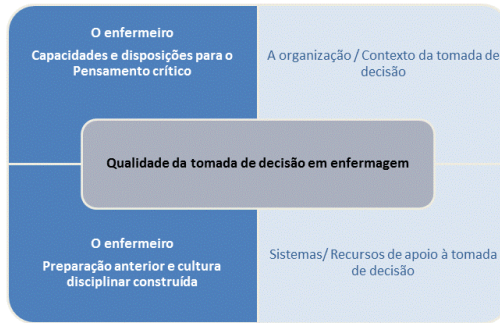 O enfermeiro
Capacidades e disposições para o
Pensamento crítico
A organização / Contexto da tomada de
decisão
Qualidade da tomada de decisão em enfermagem
O enfermeiro
Preparação anterior e cultura
disciplinar construída
Sistemas/ Recursos de apoio à tomada
de decisão